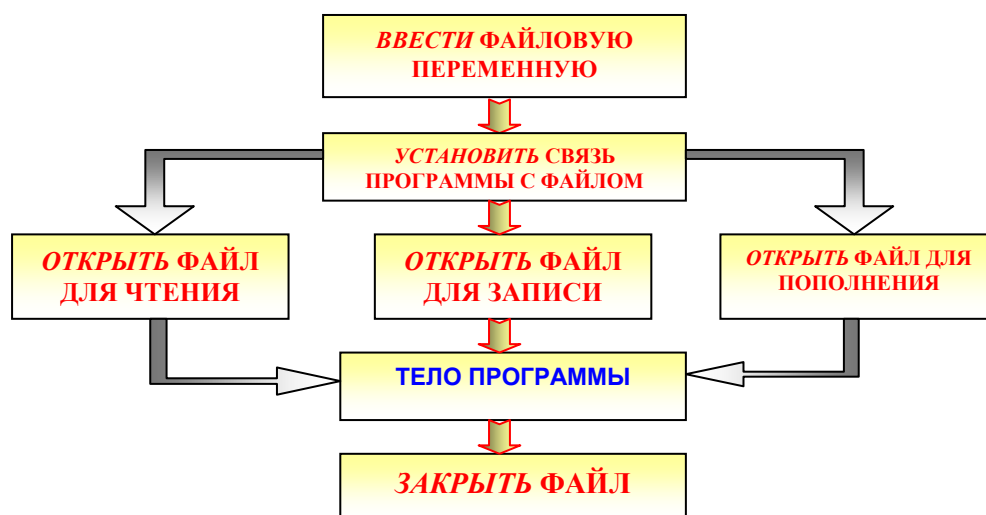 ВВЕСТИ ФАЙЛОВУЮ
ПЕРЕМЕННУЮ
УСТАНОВИТЬ СВЯЗЬ
ПРОГРАММЫ С ФАЙЛОМ
ОТКРЫТЬ ФАЙЛ
ДЛЯ ЧТЕНИЯ
ОТКРЫТЬ ФАЙЛ
ДЛЯ ЗАПИСИ
ОТКРЫТЬ ФАЙЛ ДЛЯ
ПОПОЛНЕНИЯ
ТЕЛО ПРОГРАММЫ
ЗАКРЫТЬ ФАЙЛ